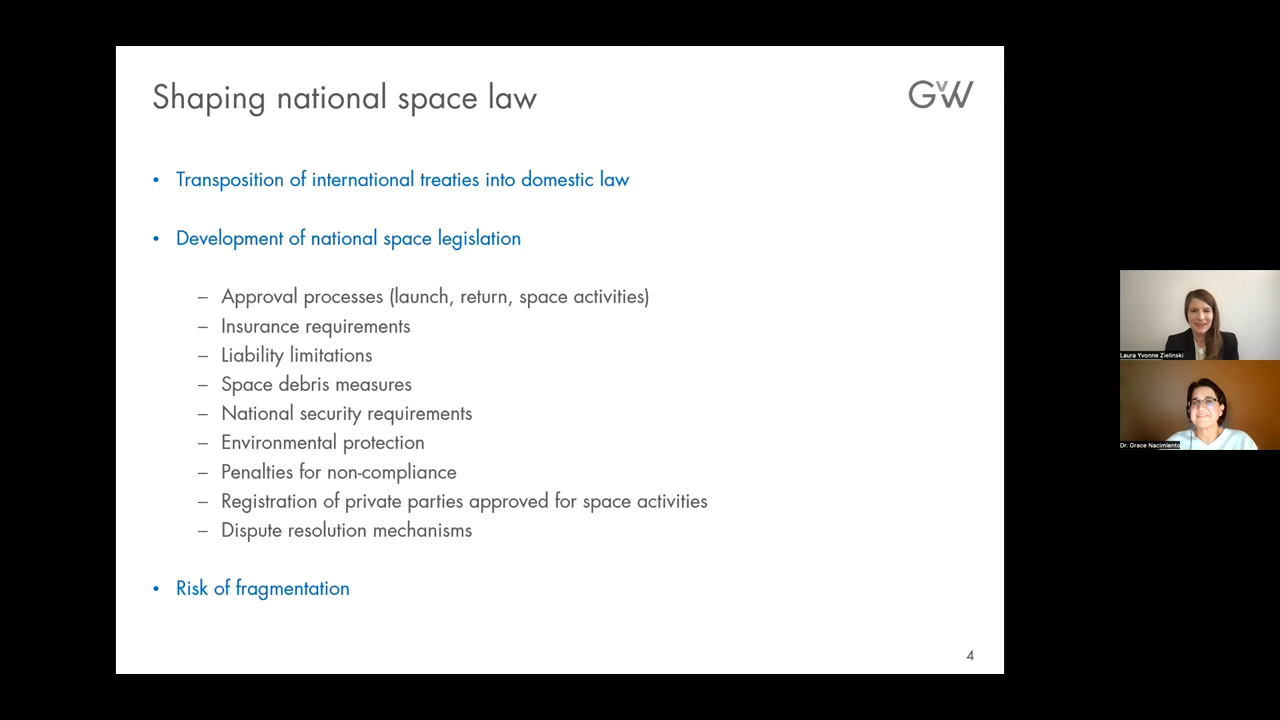 Shaping national space law
GvW
• Transposition of international treaties into domestic law
• Development of national space legislation
– Approval processes (launch, return, space activities)
– Insurance requirements
– Liability limitations
– Space debris measures
– National security requirements
– Environmental protection
– Penalties for non-compliance
– Registration of private parties approved for space activities
– Dispute resolution mechanisms
• Risk of fragmentation
4
Laura Yvonne Zielinski
Dr. Grace Nacimiento